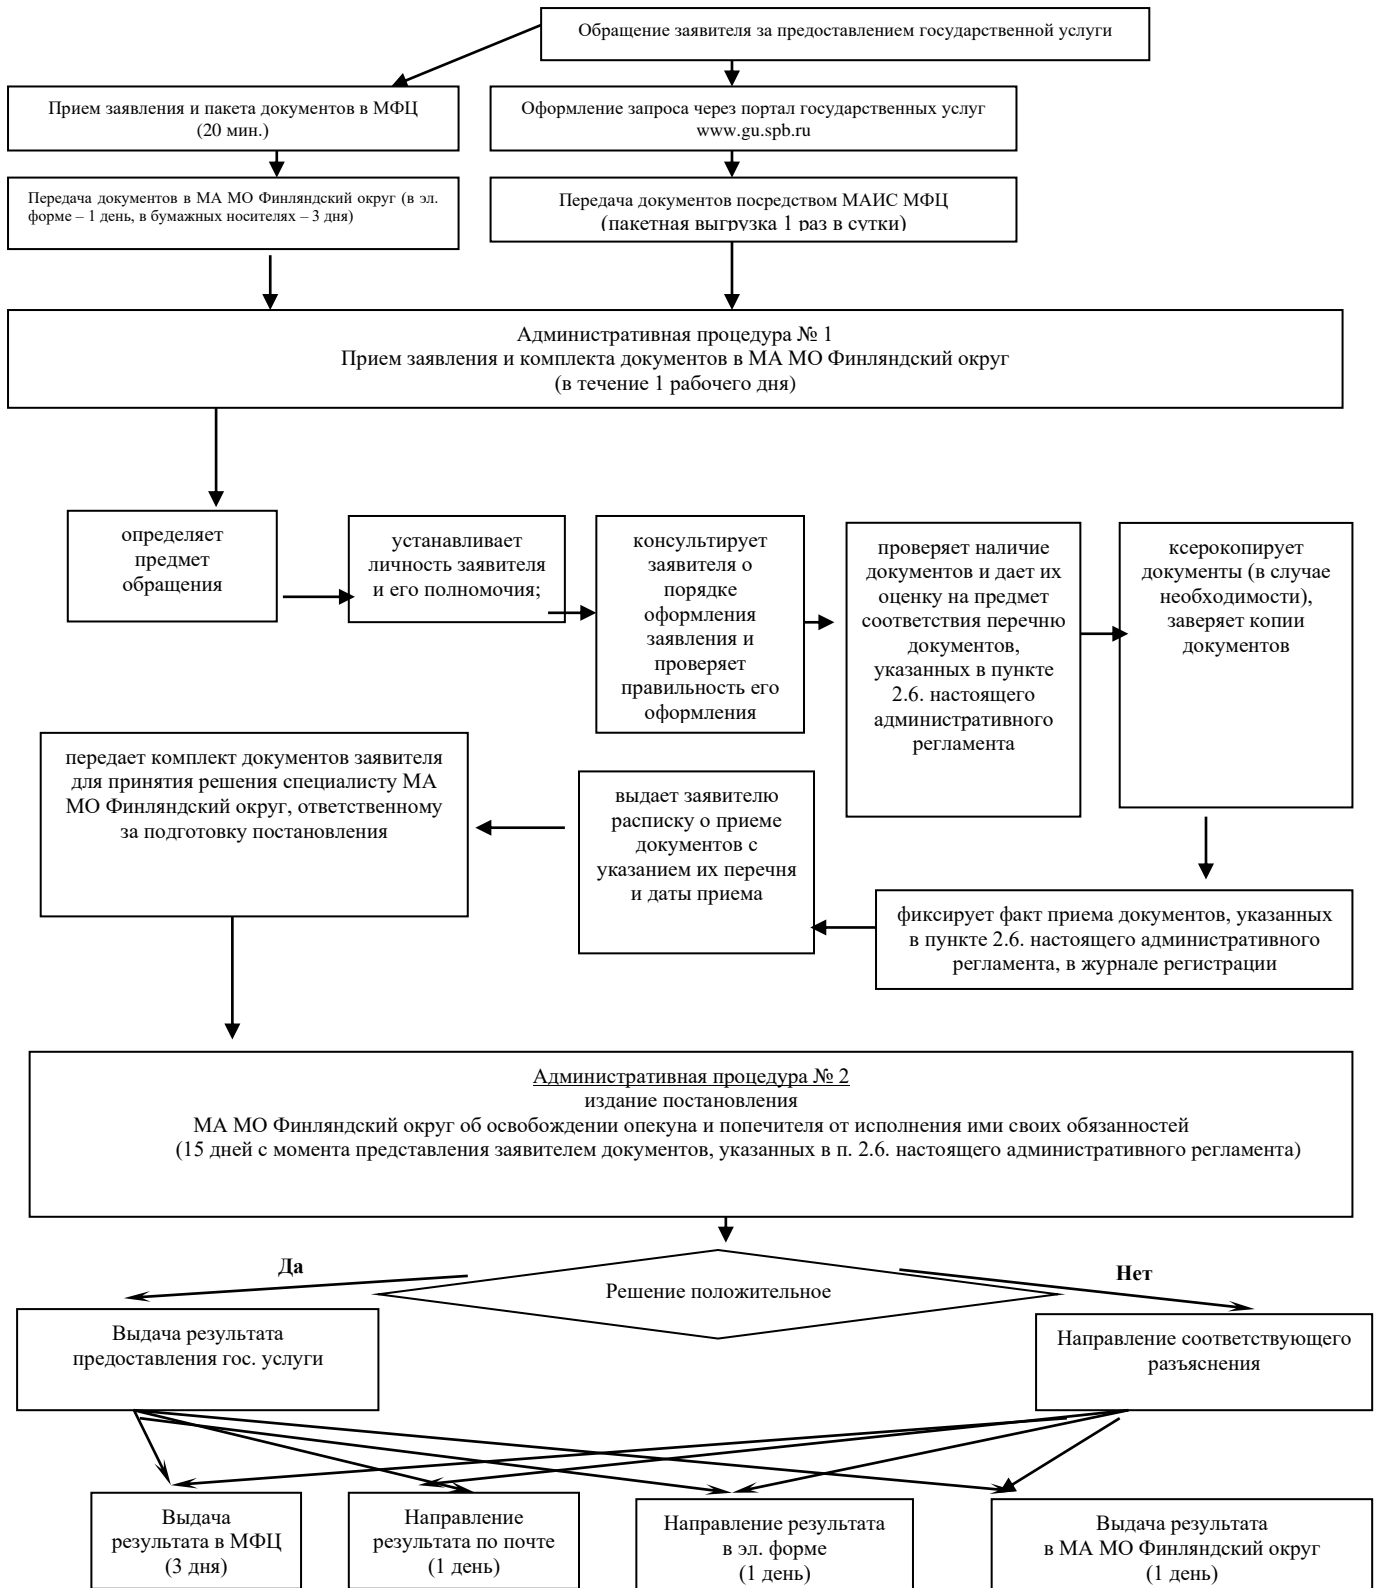 Обращение заявителя за предоставлением государственной услуги
Прием заявления и пакета документов в МФЦ
(20 мин.)
Оформление запроса через портал государственных услуг
www.gu.spb.ru
Передача документов в МА МО Финляндский округ (в эл.
форме – 1 день, в бумажных носителях – 3 дня)
Передача документов посредством МАИС МФЦ
(пакетная выгрузка 1 раз в сутки)
Административная процедура № 1
Прием заявления и комплекта документов в МА МО Финляндский округ
(в течение 1 рабочего дня)
определяет
предмет
обращения
устанавливает
личность заявителя
и его полномочия;
консультирует
заявителя о
порядке
оформления
заявления и
проверяет
правильность его
оформления
проверяет наличие
документов и дает их
оценку на предмет
соответствия перечню
документов,
указанных в пункте
2.6. настоящего
административного
регламента
ксерокопирует
документы (в случае
необходимости),
заверяет копии
документов
передает комплект документов заявителя
для принятия решения специалисту МА
МО Финляндский округ, ответственному
за подготовку постановления
выдает заявителю
расписку о приеме
документов с
указанием их перечня
и даты приема
фиксирует факт приема документов, указанных
в пункте 2.6. настоящего административного
регламента, в журнале регистрации
Административная процедура № 2
издание постановления
МА МО Финляндский округ об освобождении опекуна и попечителя от исполнения ими своих обязанностей
(15 дней с момента представления заявителем документов, указанных в п. 2.6. настоящего административного регламента)
Да
Решение положительное
Нет
Выдача результата
предоставления гос. услуги
Направление соответствующего
разъяснения
Выдача
результата в МФЦ
(3 дня)
Направление
результата по почте
(1 день)
Направление результата
в эл. форме
(1 день)
Выдача результата
в МА МО Финляндский округ
(1 день)